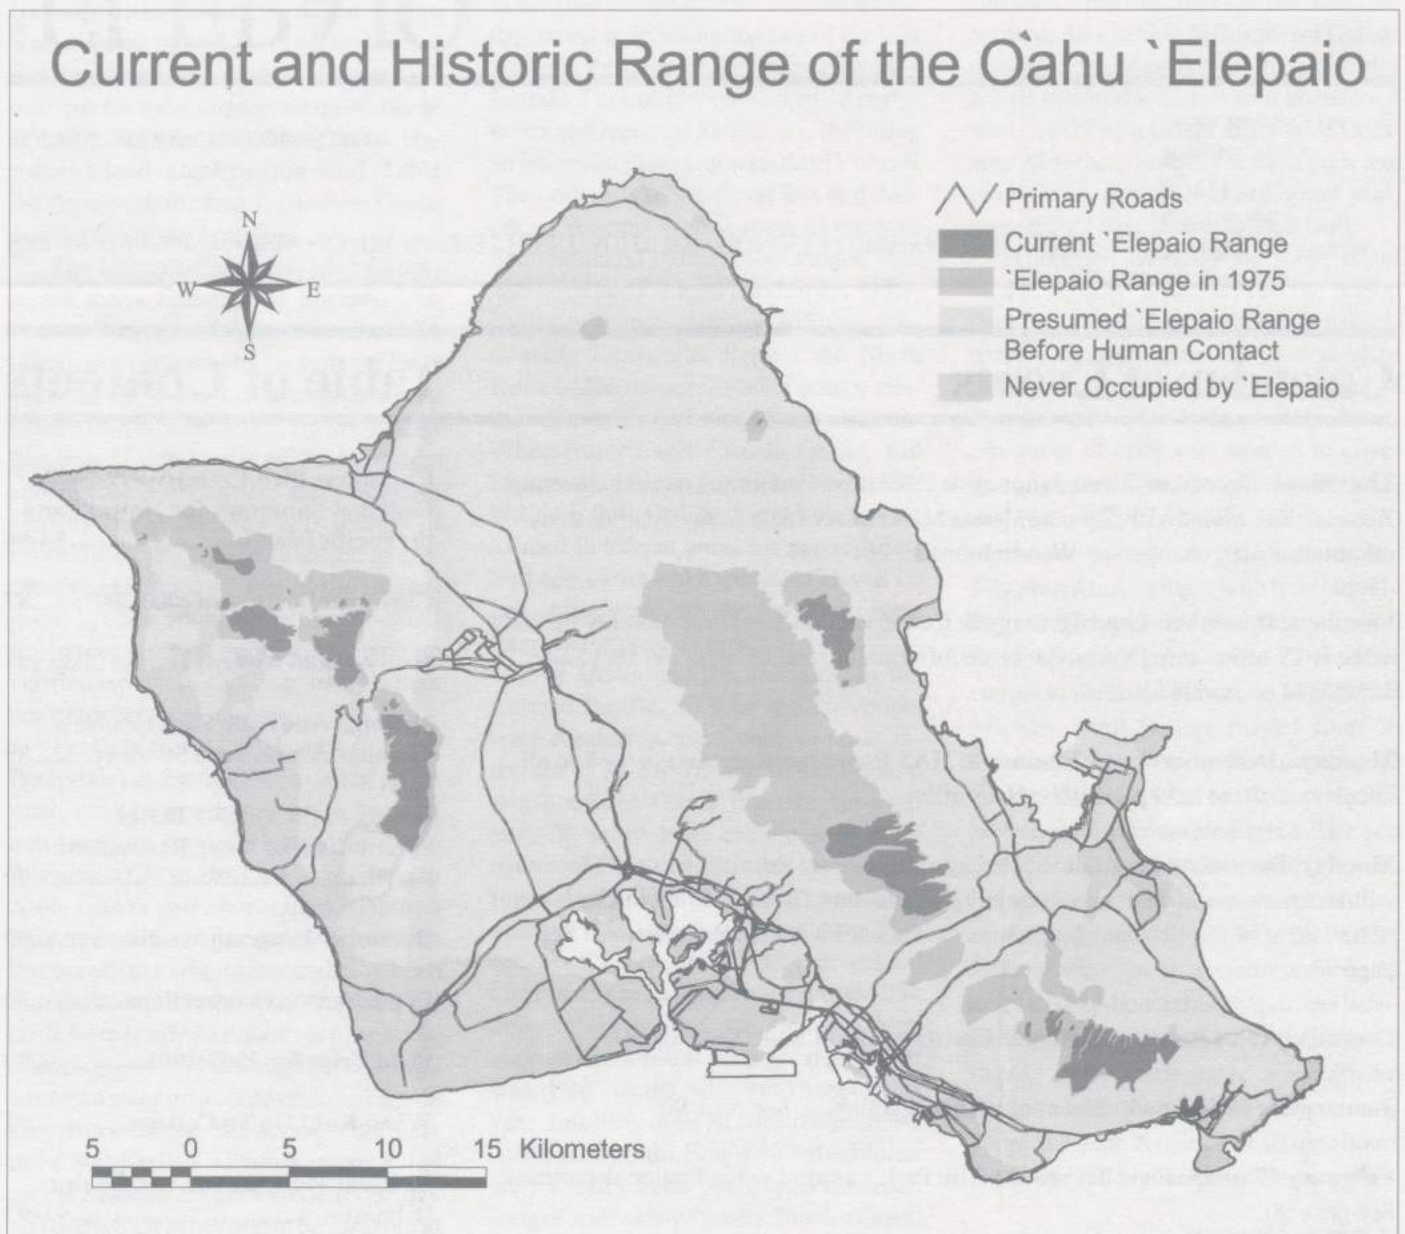 Current and Historic Range of the O`ahu `Elepaio
N
W
E
S
Primary Roads
Current `Elepaio Range
`Elepaio Range in 1975
Presumed `Elepaio Range
Before Human Contact
Never Occupied by `Elepaio
5 0 5 10 15 Kilometers